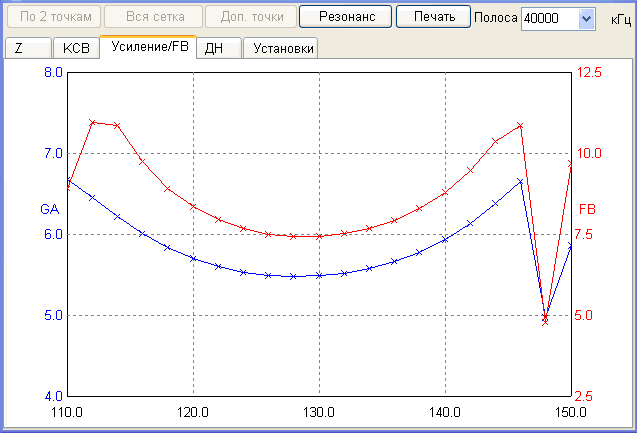 По 2 точкам Вся сетка Доп. точки Резонанс Печать Полоса 40000 кГц
Z КСВ Усиление/FB ДН Установки
8.0 12.5
7.0 10.0
GA FB
6.0 7.5
5.0 5.0
4.0 2.5
110.0 120.0 130.0 140.0 150.0